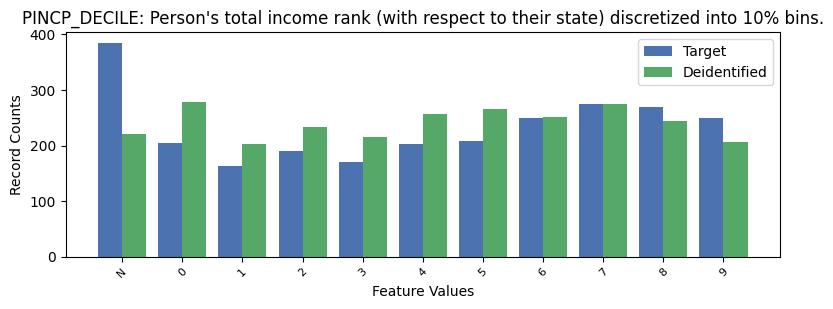 PINCP_DECILE: Person's total income rank (with respect to their state) discretized into 10% bins.
400
300
200
100
0
Record Counts
Target
Deidentified
N 0 1 2 3 4 5 6 7 8 9
Feature Values